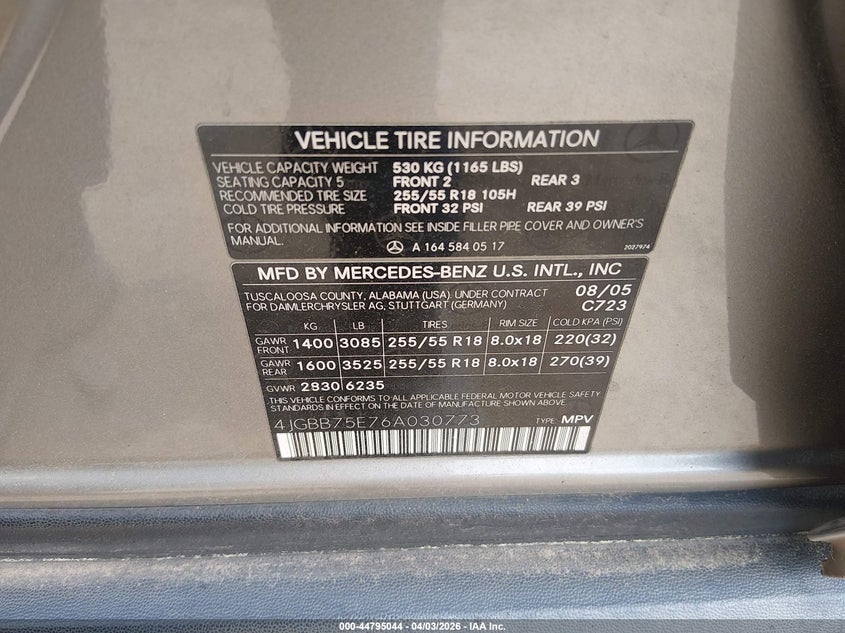 VEHICLE TIRE INFORMATION
VEHICLE CAPACITY WEIGHT 530 KG (1165 LBS)
SEATING CAPACITY 5 FRONT 2 REAR 3
RECOMMENDED TIRE SIZE 255/55 R18 105H
COLD TIRE PRESSURE FRONT 32 PSI REAR 39 PSI
FOR ADDITIONAL INFORMATION SEE INSIDE FILLER PIPE COVER AND OWNER'S
MANUAL.
A 164 584 05 17 2027974
MFD BY MERCEDES-BENZ U.S. INTL., INC
TUSCALOOSA COUNTY, ALABAMA (USA) UNDER CONTRACT 08/05
FOR DAIMLERCHRYSLER AG, STUTTGART (GERMANY) C723
KG LB TIRES RIM SIZE COLD KPA (PSI)
GAWR FRONT 1400 3085 255/55 R18 8.0x18 220(32)
GAWR REAR 1600 3525 255/55 R18 8.0x18 270(39)
GVWR 2830 6235
THIS VEHICLE CONFORMS TO ALL APPLICABLE FEDERAL MOTOR VEHICLE SAFETY
STANDARDS IN EFFECT ON THE DATE OF MANUFACTURE SHOWN ABOVE.
4JGBB75E76A030773 TYPE: MPV
000-44795044 - 04/03/2026 - IAA Inc.